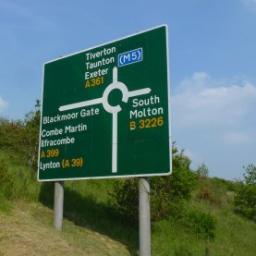 Tiverton
Taunton (M5)
Exeter
A361
South
Molton
B 3226
Blackmoor Gate
Combe Martin
Ilfracombe
A 399
Lynton (A 39)